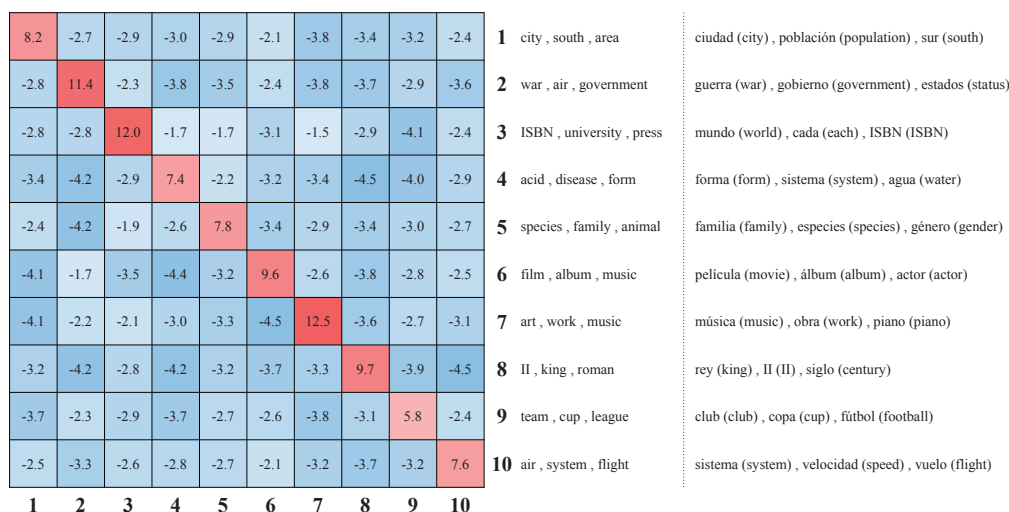 8.2 -2.7 -2.9 -3.0 -2.9 -2.1 -3.8 -3.4 -3.2 -2.4 1 city , south , area ciudad (city) , población (population) , sur (south)
-2.8 11.4 -2.3 -3.8 -3.5 -2.4 -3.8 -3.7 -2.9 -3.6 2 war , air , government guerra (war) , gobierno (government) , estados (status)
-2.8 -2.8 12.0 -1.7 -1.7 -3.1 -1.5 -2.9 -4.1 -2.4 3 ISBN , university , press mundo (world) , cada (each) , ISBN (ISBN)
-3.4 -4.2 -2.9 7.4 -2.2 -3.2 -3.4 -4.5 -4.0 -2.9 4 acid , disease , form forma (form) , sistema (system) , agua (water)
-2.4 -4.2 -1.9 -2.6 7.8 -3.4 -2.9 -3.4 -3.0 -2.7 5 species , family , animal familia (family) , especies (species) , género (gender)
-4.1 -1.7 -3.5 -4.4 -3.2 9.6 -2.6 -3.8 -2.8 -2.5 6 film , album , music película (movie) , álbum (album) , actor (actor)
-4.1 -2.2 -2.1 -3.0 -3.3 -4.5 12.5 -3.6 -2.7 -3.1 7 art , work , music música (music) , obra (work) , piano (piano)
-3.2 -4.2 -2.8 -4.2 -3.2 -3.7 -3.3 9.7 -3.9 -4.5 8 II , king , roman rey (king) , II (II) , siglo (century)
-3.7 -2.3 -2.9 -3.7 -2.7 -2.6 -3.8 -3.1 5.8 -2.4 9 team , cup , league club (club) , copa (cup) , fútbol (football)
-2.5 -3.3 -2.6 -2.8 -2.7 -2.1 -3.2 -3.7 -3.2 7.6 10 air , system , flight sistema (system) , velocidad (speed) , vuelo (flight)
1 2 3 4 5 6 7 8 9 10